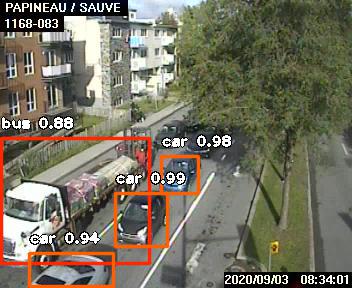 PAPINEAU / SAUVE
1168-083
bus 0.88
car 0.98
car 0.99
car 0.94
2020/09/03 08:34:01